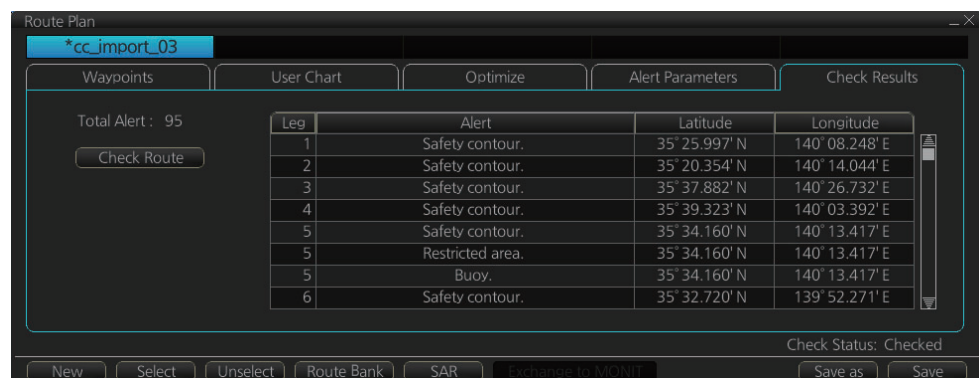 Route Plan
*cc_import_03
Waypoints User Chart Optimize Alert Parameters Check Results
Total Alert : 95
Check Route
Leg Alert Latitude Longitude
1 Safety contour. 35°25.997' N 140°08.248' E
2 Safety contour. 35°20.354' N 140°14.044' E
3 Safety contour. 35°37.882' N 140°26.732' E
4 Safety contour. 35°39.323' N 140°03.392' E
5 Safety contour. 35°34.160' N 140°13.417' E
5 Restricted area. 35°34.160' N 140°13.417' E
5 Buoy. 35°34.160' N 140°13.417' E
6 Safety contour. 35°32.720' N 139°52.271' E
Check Status: Checked
New Select Unselect Route Bank SAR Exchange to MONIT Save as Save